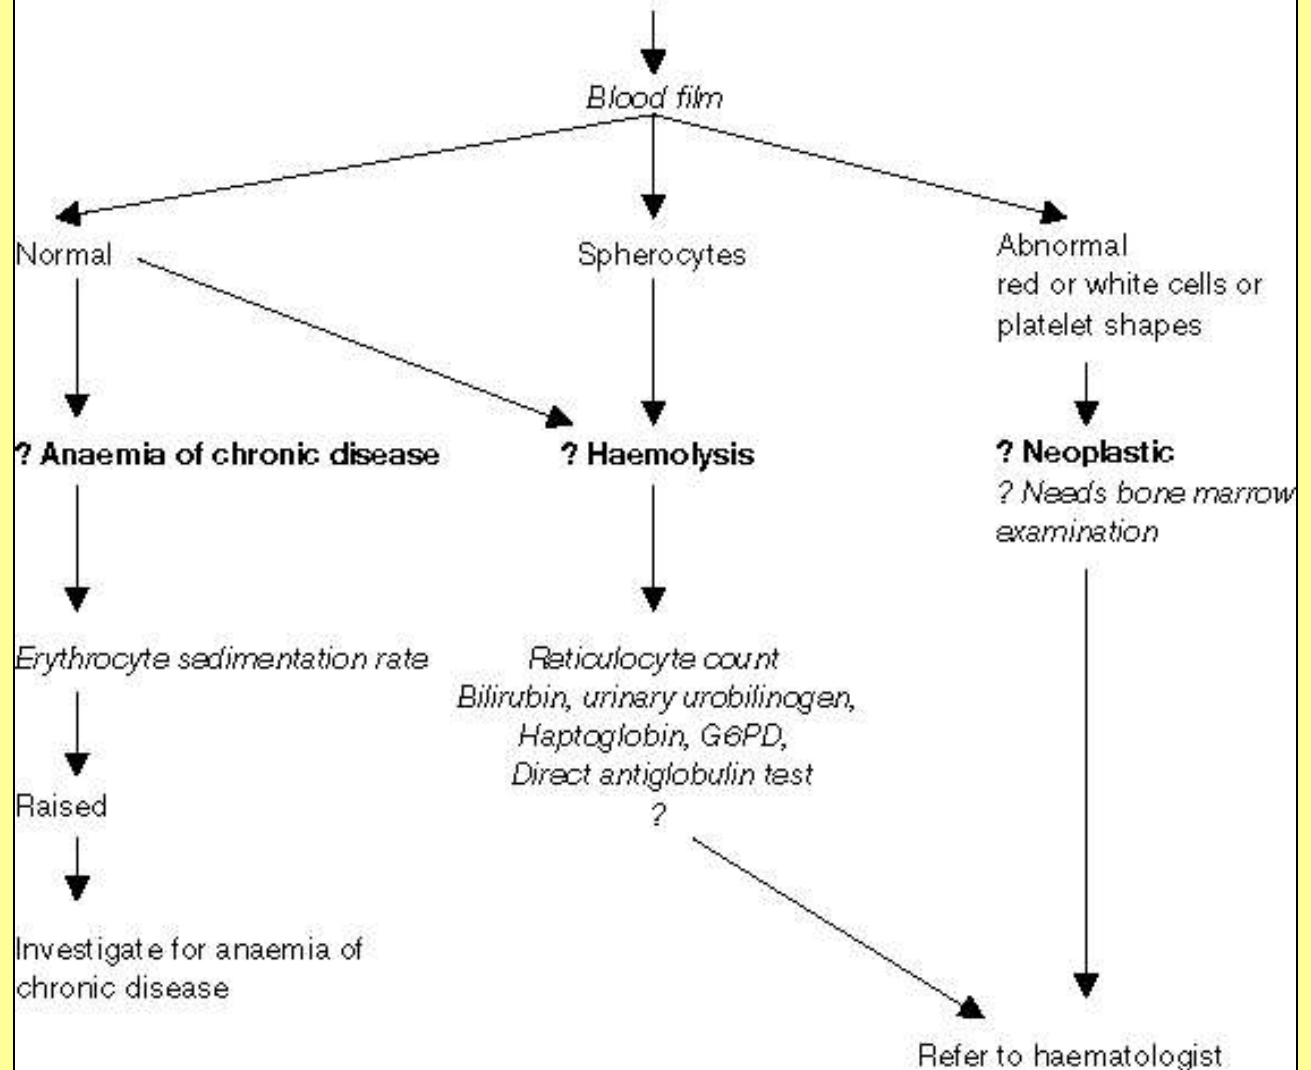 Blood film
Normal
Spherocytes
Abnormal
red or white cells or
platelet shapes
? Anaemia of chronic disease
? Haemolysis
? Neoplastic
? Needs bone marrow
examination
Erythrocyte sedimentation rate
Reticulocyte count
Bilirubin, urinary urobilinogen,
Haptoglobin, G6PD,
Direct antiglobulin test
?
Raised
Investigate for anaemia of
chronic disease
Refer to haematologist